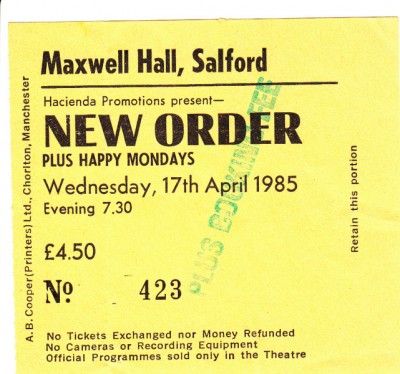 Maxwell Hall, Salford
Hacienda Promotions present—
NEW ORDER
PLUS HAPPY MONDAYS
Wednesday, 17th April 1985
Evening 7.30
£4.50
Nº 423
No Tickets Exchanged nor Money Refunded
No Cameras or Recording Equipment
Official Programmes sold only in the Theatre
A.B.Cooper(Printers)Ltd., Chorlton, Manchester
Retain this portion
PLUS BOOKING FEE